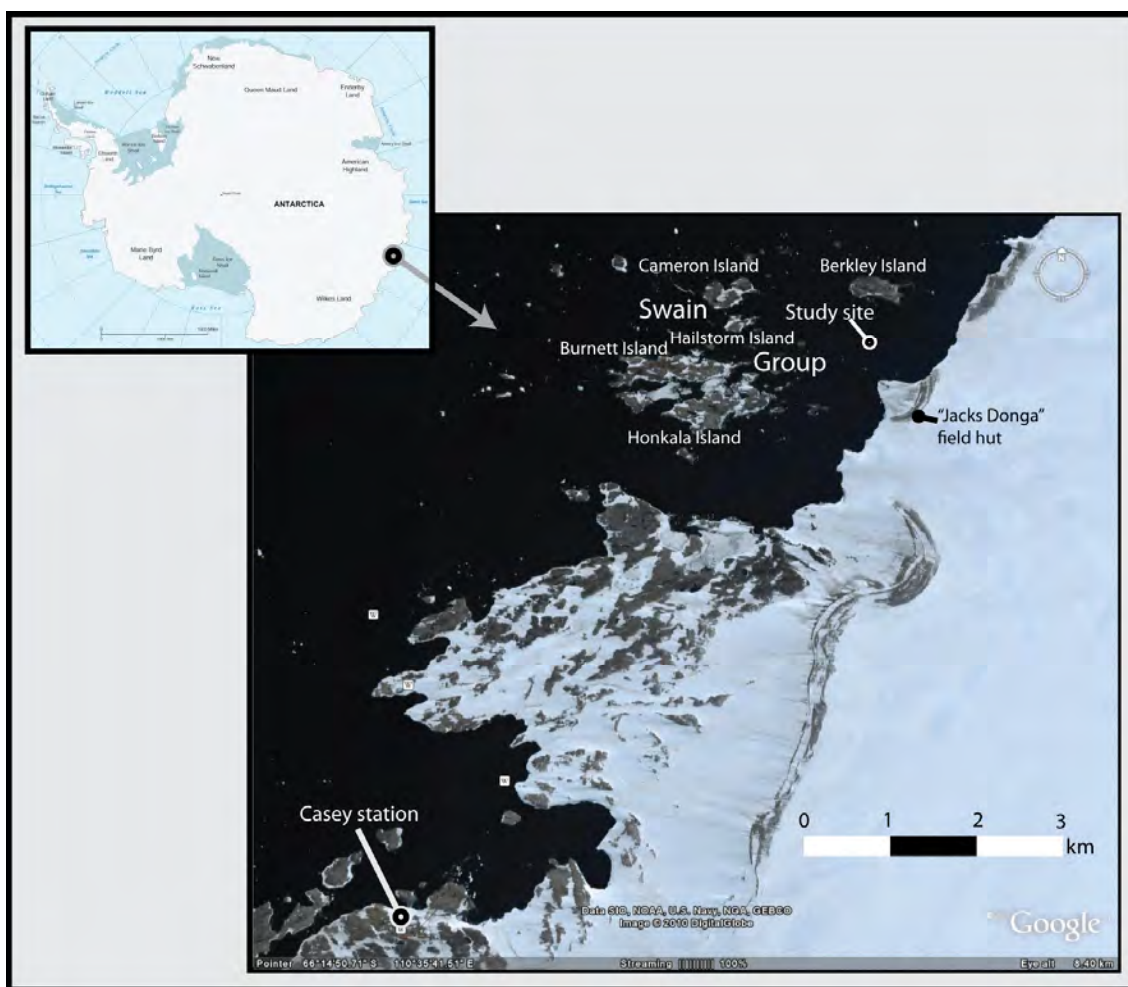 New
Schwabenland
Queen Maud Land
Enderby
Land
Weddell Sea
American
Highland
ANTARCTICA
Marie Byrd
Land
Wilkes Land
Ross Sea
Cameron Island
Berkley Island
Swain
Study site
Hailstorm Island
Burnett Island
Group
"Jacks Donga"
field hut
Honkala Island
N
Casey station
0 1 2 3
km
Data SIO, NOAA, U.S. Navy, NGA, GEBCO
Image © 2010 DigitalGlobe
Google
Pointer 66°14'50.71" S 110°35'41.51" E
Streaming 100%
Eye alt 8.40 km